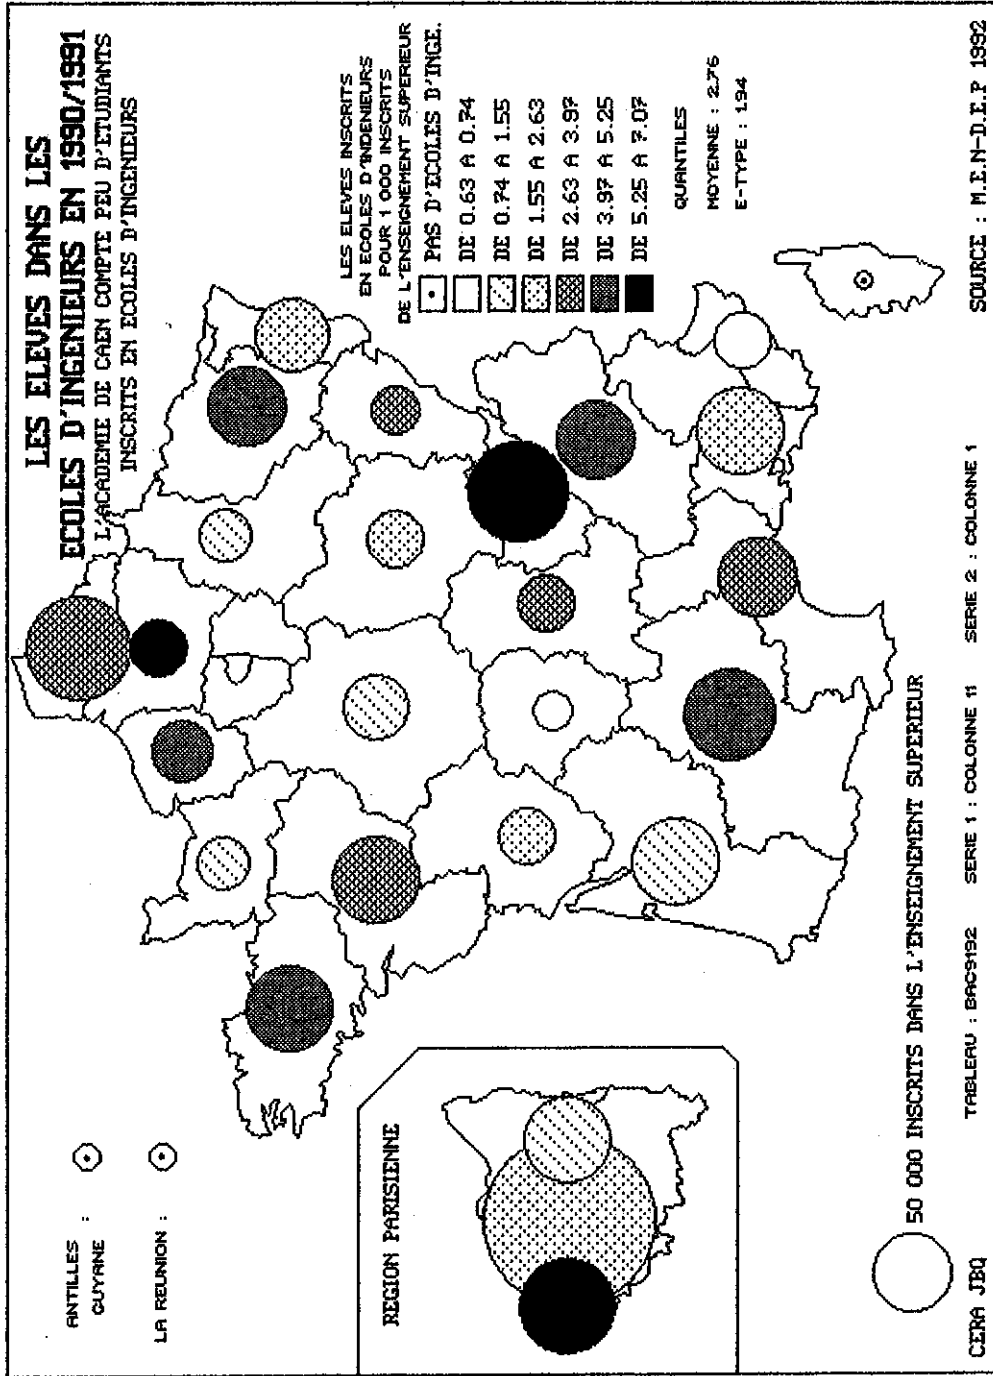 LES ELEVES DANS LES
ECOLES D'INGENIEURS EN 1990/1991
L'ACADEMIE DE CAEN COMPTE PEU D'ETUDIANTS
INSCRITS EN ECOLES D'INGENIEURS
ANTILLES :
GUYANE
LA REUNION :
LES ELEVES INSCRITS
EN ECOLES D'INDENIEURS
POUR 1 000 INSCRITS
DE L'ENSEIGNEMENT SUPERIEUR
PAS D'ECOLES D'INGE.
DE 0.63 A 0.74
DE 0.74 A 1.55
DE 1.55 A 2.63
DE 2.63 A 3.97
DE 3.97 A 5.25
DE 5.25 A 7.07
QUANTILES
MOYENNE : 2.76
E-TYPE : 1.94
REGION PARISIENNE
50 000 INSCRITS DANS L'ENSEIGNEMENT SUPERIEUR
CERA JBQ
TABLEAU : BAC9192 SERIE 1 : COLONNE 11 SERIE 2 : COLONNE 1
SOURCE : M.E.N-D.E.P 1992